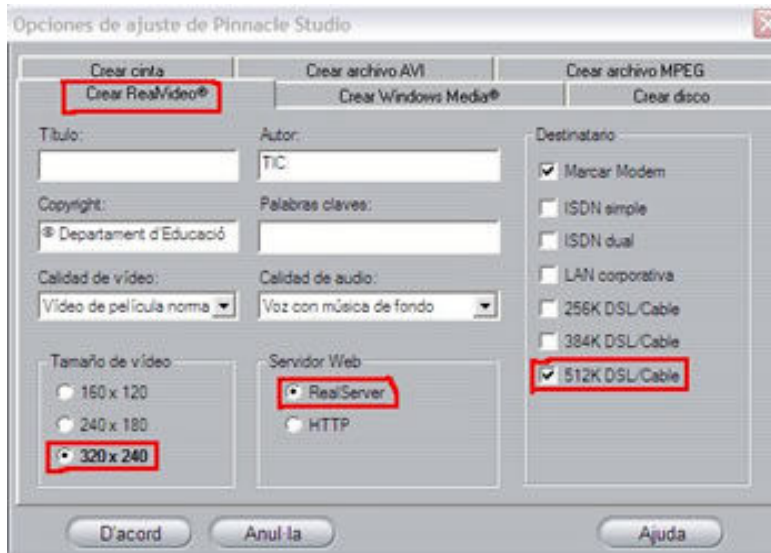 Opciones de ajuste de Pinnacle Studio
Crear cinta
Crear archivo AVI
Crear archivo MPEG
Crear RealVideo®
Crear Windows Media®
Crear disco
Título:
Autor:
TIC
Copyright:
Palabras claves:
® Departament d'Educació
Calidad de vídeo:
Calidad de audio:
Vídeo de película norma
Voz con música de fondo
Tamaño de vídeo
160 x 120
240 x 180
320 x 240
Servidor Web
RealServer
HTTP
Destinatario
Marcar Modem
ISDN simple
ISDN dual
LAN corporativa
256K DSL/Cable
384K DSL/Cable
512K DSL/Cable
D'acord
Anul·la
Ajuda